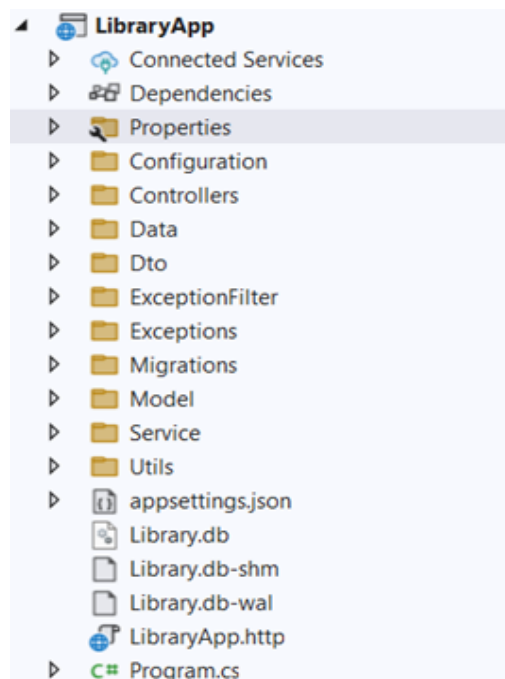 LibraryApp
Connected Services
Dependencies
Properties
Configuration
Controllers
Data
Dto
ExceptionFilter
Exceptions
Migrations
Model
Service
Utils
appsettings.json
Library.db
Library.db-shm
Library.db-wal
LibraryApp.http
C# Program.cs